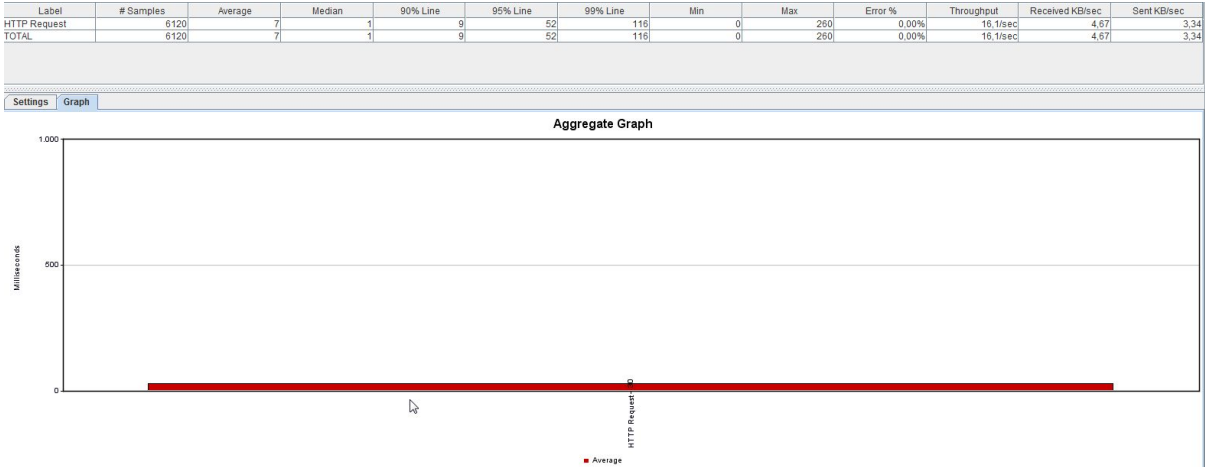 Label # Samples Average Median 90% Line 95% Line 99% Line Min Max Error % Throughput Received KB/sec Sent KB/sec
HTTP Request 6120 7 1 9 52 116 0 260 0,00% 16,1/sec 4,67 3,34
TOTAL 6120 7 1 9 52 116 0 260 0,00% 16,1/sec 4,67 3,34
Settings Graph
Aggregate Graph
1.000
500
0
Milliseconds
HTTP Request-
Average